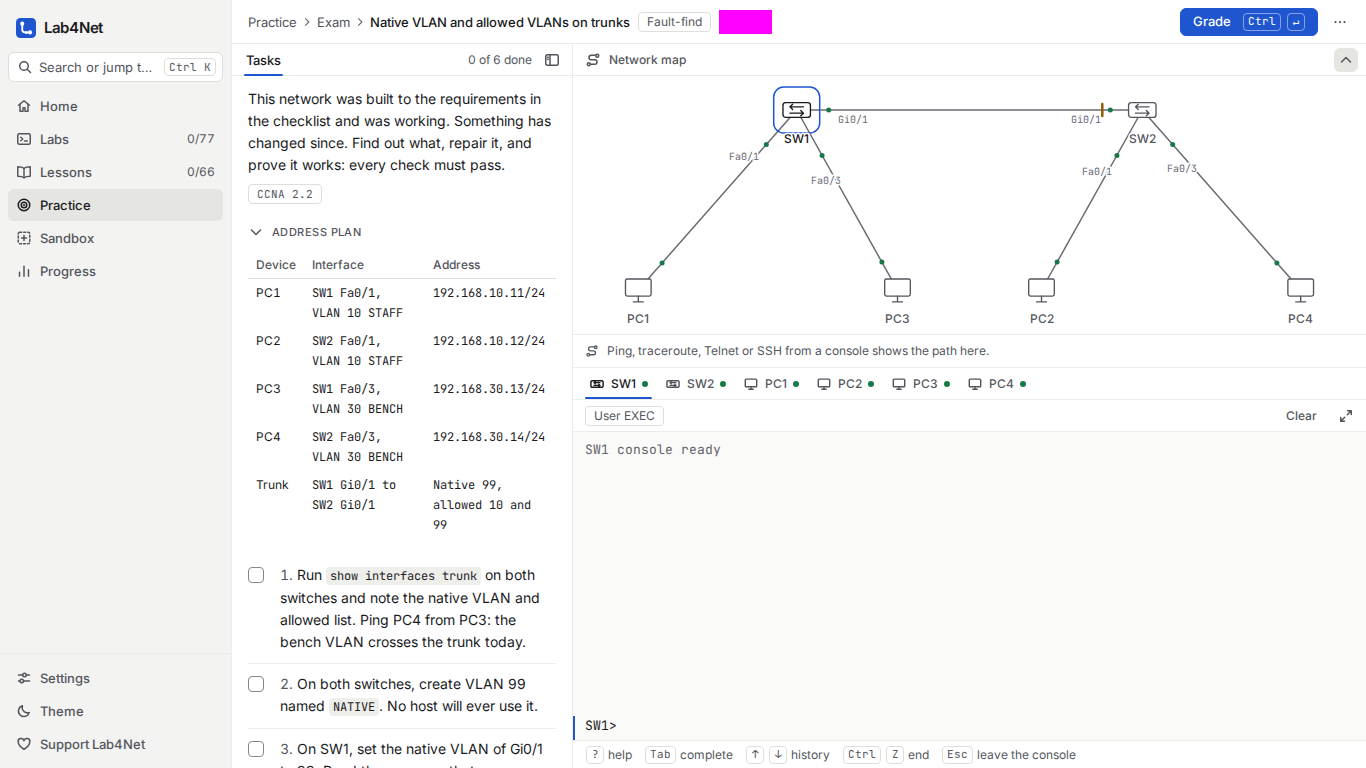 Lab4Net
Search or jump t... Ctrl K
Home
Labs 0/77
Lessons 0/66
Practice
Sandbox
Progress
Settings
Theme
Support Lab4Net
Practice > Exam > Native VLAN and allowed VLANs on trunks Fault-find
Grade Ctrl ↵
Tasks 0 of 6 done
This network was built to the requirements in
the checklist and was working. Something has
changed since. Find out what, repair it, and
prove it works: every check must pass.
CCNA 2.2
ADDRESS PLAN
Device Interface Address
PC1 SW1 Fa0/1, 192.168.10.11/24
VLAN 10 STAFF
PC2 SW2 Fa0/1, 192.168.10.12/24
VLAN 10 STAFF
PC3 SW1 Fa0/3, 192.168.30.13/24
VLAN 30 BENCH
PC4 SW2 Fa0/3, 192.168.30.14/24
VLAN 30 BENCH
Trunk SW1 Gi0/1 to Native 99,
SW2 Gi0/1 allowed 10 and
99
1. Run show interfaces trunk on both
switches and note the native VLAN and
allowed list. Ping PC4 from PC3: the
bench VLAN crosses the trunk today.
2. On both switches, create VLAN 99
named NATIVE. No host will ever use it.
3. On SW1, set the native VLAN of Gi0/1
Network map
Gi0/1 Gi0/1
SW1 SW2
Fa0/1 Fa0/3 Fa0/1 Fa0/3
PC1 PC3 PC2 PC4
Ping, traceroute, Telnet or SSH from a console shows the path here.
SW1 SW2 PC1 PC2 PC3 PC4
User EXEC Clear
SW1 console ready
SW1>
? help Tab complete ↑ ↓ history Ctrl Z end Esc leave the console